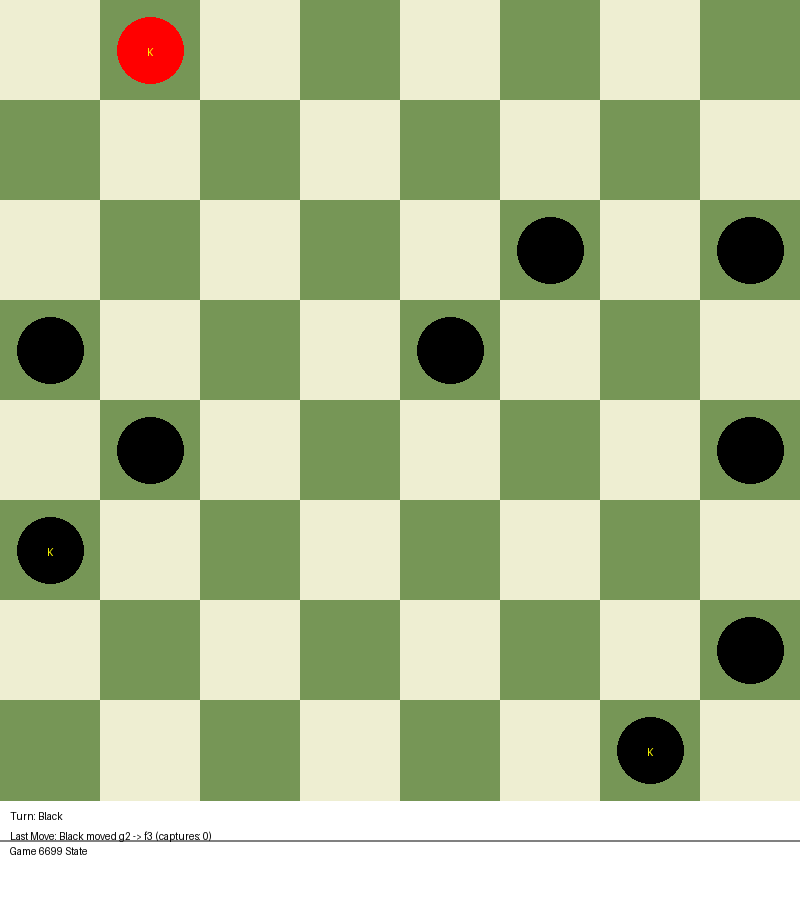 K
K
K
Turn: Black
Last Move: Black moved g2 -> f3 (captures: 0)
Game 6699 State